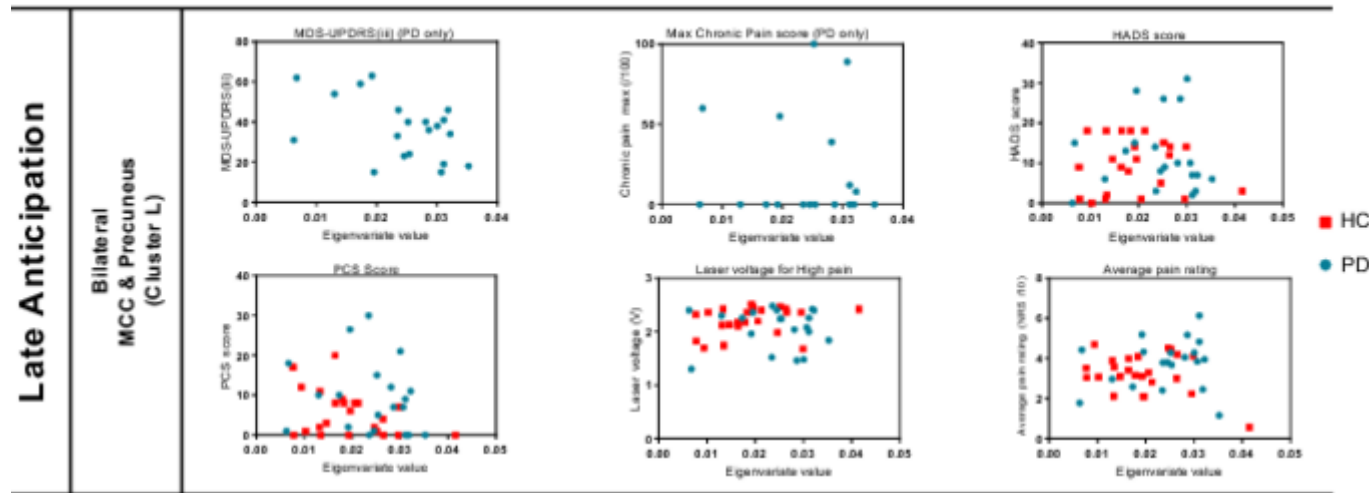 Late Anticipation
Bilateral
MCC & Precuneus
(Cluster L)
MDS-UPDRS(iii) (PD only)
MDS-UPDRS(iii)
80
60
40
20
0
0.00 0.01 0.02 0.03 0.04
Eigenvariate value
Max Chronic Pain score (PD only)
Chronic pain max (/100)
100
50
0
0.00 0.01 0.02 0.03 0.04
Eigenvariate value
HADS score
HADS score
40
30
20
10
0
0.00 0.01 0.02 0.03 0.04 0.05
Eigenvariate value
HC
PD
PCS Score
PCS score
40
30
20
10
0
0.00 0.01 0.02 0.03 0.04 0.05
Eigenvariate value
Laser voltage for High pain
Laser voltage (V)
3
2
1
0
0.00 0.01 0.02 0.03 0.04 0.05
Eigenvariate value
Average pain rating
Average pain rating (NRS /10)
8
6
4
2
0
0.00 0.01 0.02 0.03 0.04 0.05
Eigenvariate value